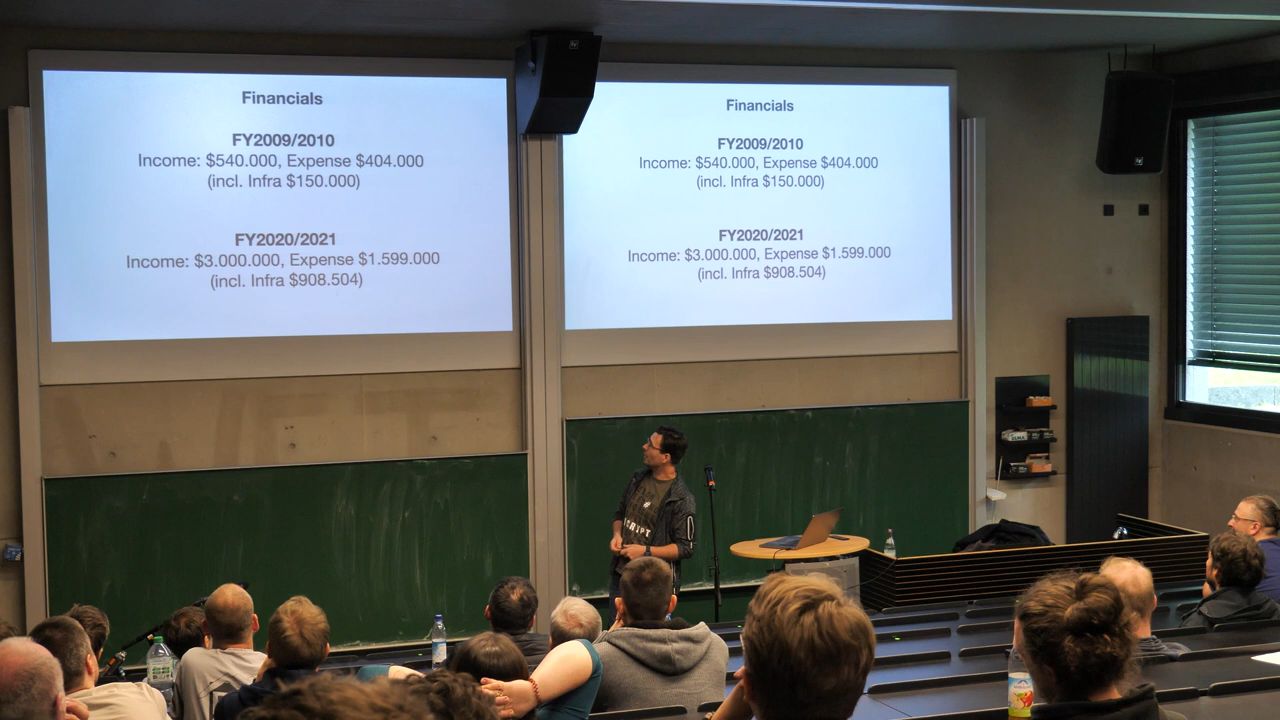 Financials
FY2009/2010
Income: $540.000, Expense $404.000
(incl. Infra $150.000)
FY2020/2021
Income: $3.000.000, Expense $1.599.000
(incl. Infra $908.504)
Financials
FY2009/2010
Income: $540.000, Expense $404.000
(incl. Infra $150.000)
FY2020/2021
Income: $3.000.000, Expense $1.599.000
(incl. Infra $908.504)